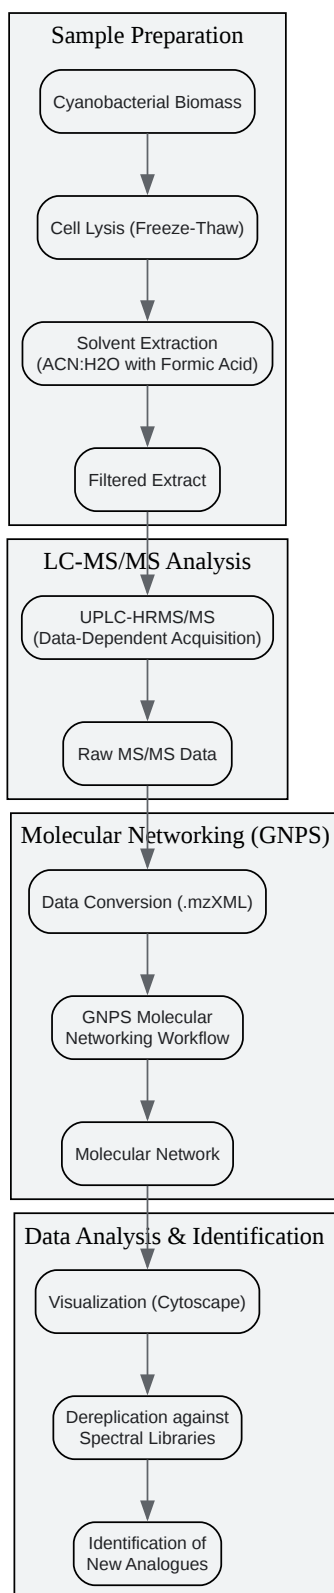 Sample Preparation
Cyanobacterial Biomass
Cell Lysis (Freeze-Thaw)
Solvent Extraction
(ACN:H2O with Formic Acid)
Filtered Extract
LC-MS/MS Analysis
UPLC-HRMS/MS
(Data-Dependent Acquisition)
Raw MS/MS Data
Molecular Networking (GNPS)
Data Conversion (.mzXML)
GNPS Molecular
Networking Workflow
Molecular Network
Data Analysis & Identification
Visualization (Cytoscape)
Dereplication against
Spectral Libraries
Identification of
New Analogues